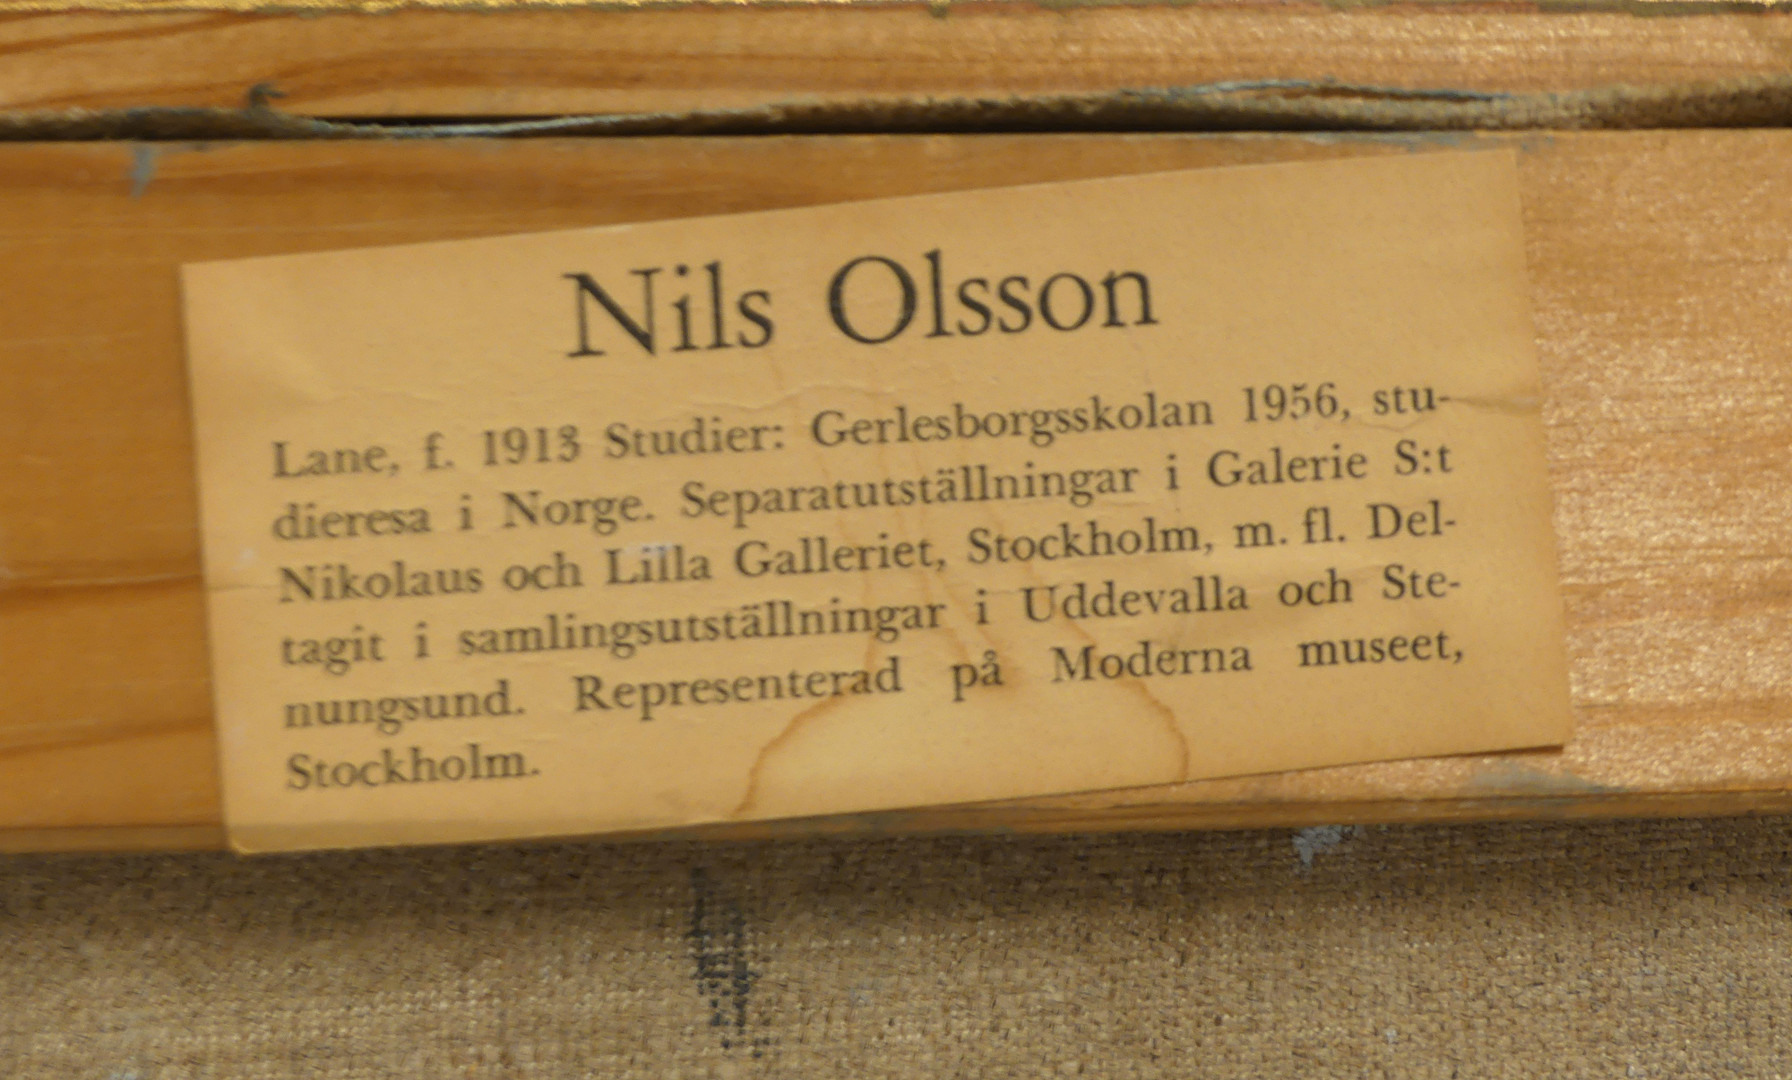 Nils Olsson
Lane, f. 1913 Studier: Gerlesborgsskolan 1956, stu-
dieresa i Norge. Separatutställningar i Galerie S:t
Nikolaus och Lilla Galleriet, Stockholm, m. fl. Del-
tagit i samlingsutställningar i Uddevalla och Ste-
nungsund. Representerad på Moderna museet,
Stockholm.